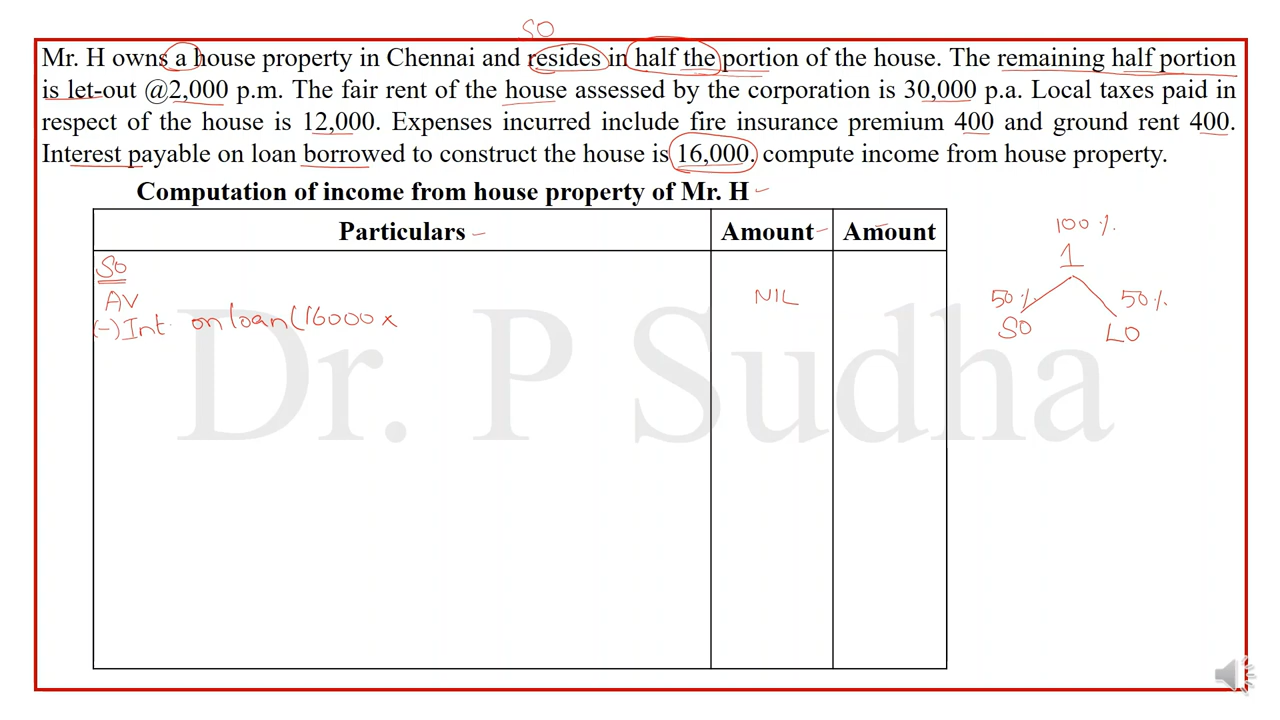 SO
Mr. H owns a house property in Chennai and resides in half the portion of the house. The remaining half portion
is let-out @2,000 p.m. The fair rent of the house assessed by the corporation is 30,000 p.a. Local taxes paid in
respect of the house is 12,000. Expenses incurred include fire insurance premium 400 and ground rent 400.
Interest payable on loan borrowed to construct the house is 16,000. compute income from house property.
Computation of income from house property of Mr. H
Particulars Amount Amount
SO
AV NIL
(-) Int. on loan (16000 x
100 %
1
50 % 50 %
SO LO
Dr. P Sudha